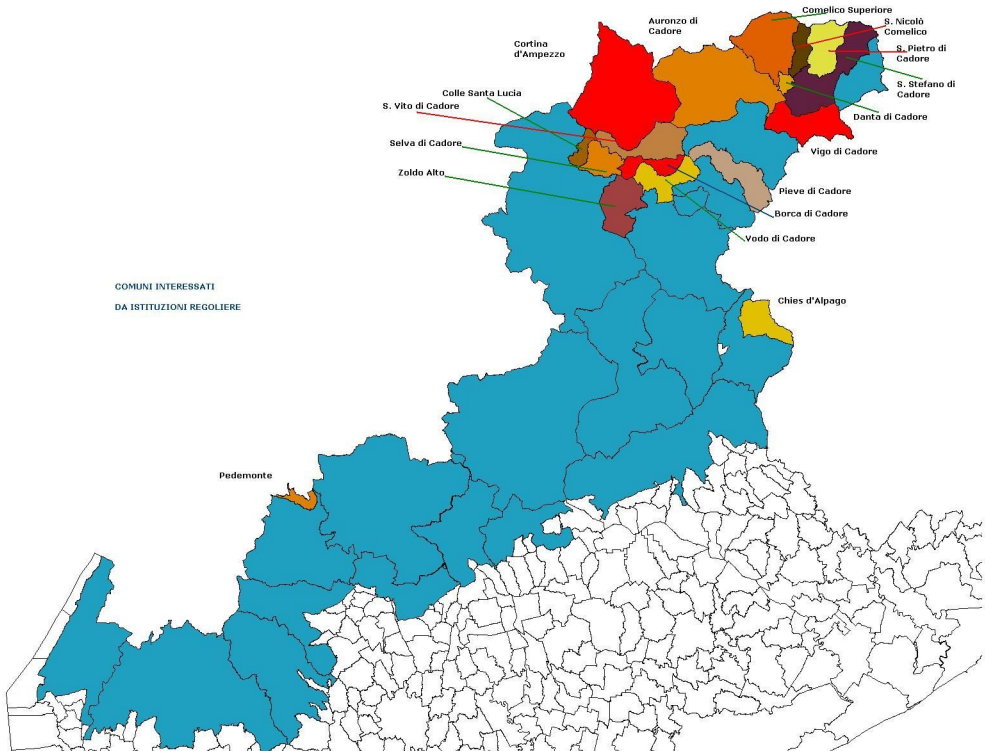 Comelico Superiore
Auronzo di
Cadore
S. Nicolò
Comelico
Cortina
d'Ampezzo
S. Pietro di
Cadore
S. Stefano di
Cadore
Colle Santa Lucia
S. Vito di Cadore
Danta di Cadore
Selva di Cadore
Vigo di Cadore
Zoldo Alto
Pieve di Cadore
Borca di Cadore
Vodo di Cadore
COMUNI INTERESSATI
DA ISTITUZIONI REGOLIERE
Chies d'Alpago
Pedemonte